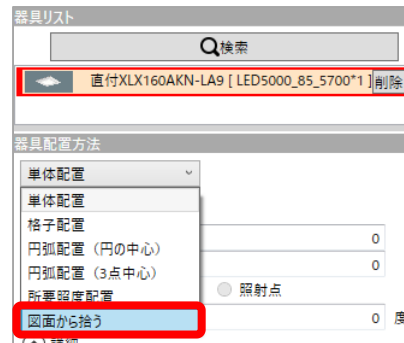 器具リスト
検索
直付XLX160AKN-LA9 [ LED5000_85_5700*1 ] 削除
器具配置方法
単体配置
単体配置
格子配置
0
円弧配置（円の中心）
0
円弧配置（3点中心）
所要照度配置
照射点
図面から拾う
0 度
詳細